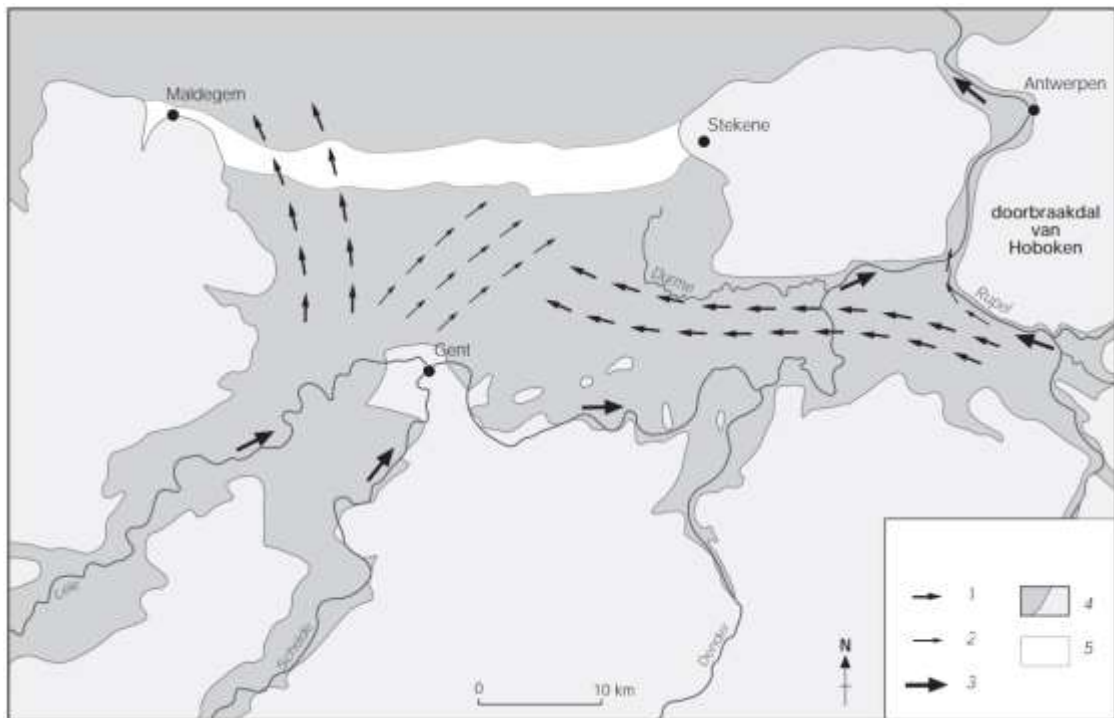 Maldegem
Stekene
Antwerpen
doorbraakdal
van
Hoboken
Durme
Rupel
Gent
Leie
Schelde
Dender
0 10 km
N
1
2
3
4
5